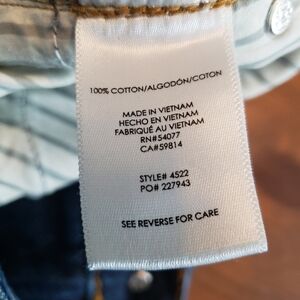 100% COTTON/ALGODÓN/COTON
MADE IN VIETNAM
HECHO EN VIETNAM
FABRIQUÉ AU VIETNAM
RN#54077
CA#59814
STYLE# 4522
PO# 227943
SEE REVERSE FOR CARE